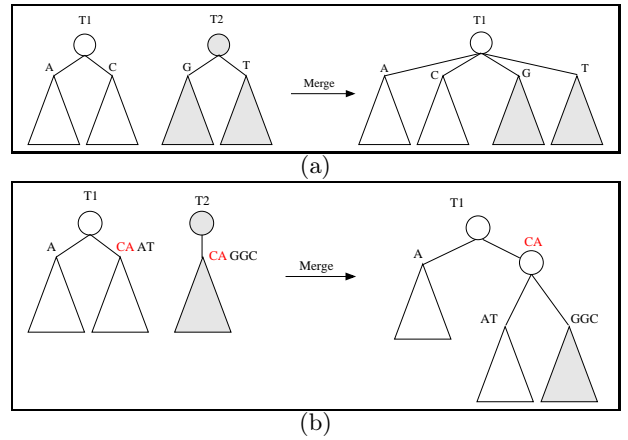 T1 T2 T1
A C G T Merge A C G T
(a)
T1 T2 T1
A CA AT CA GGC Merge A CA
AT GGC
(b)